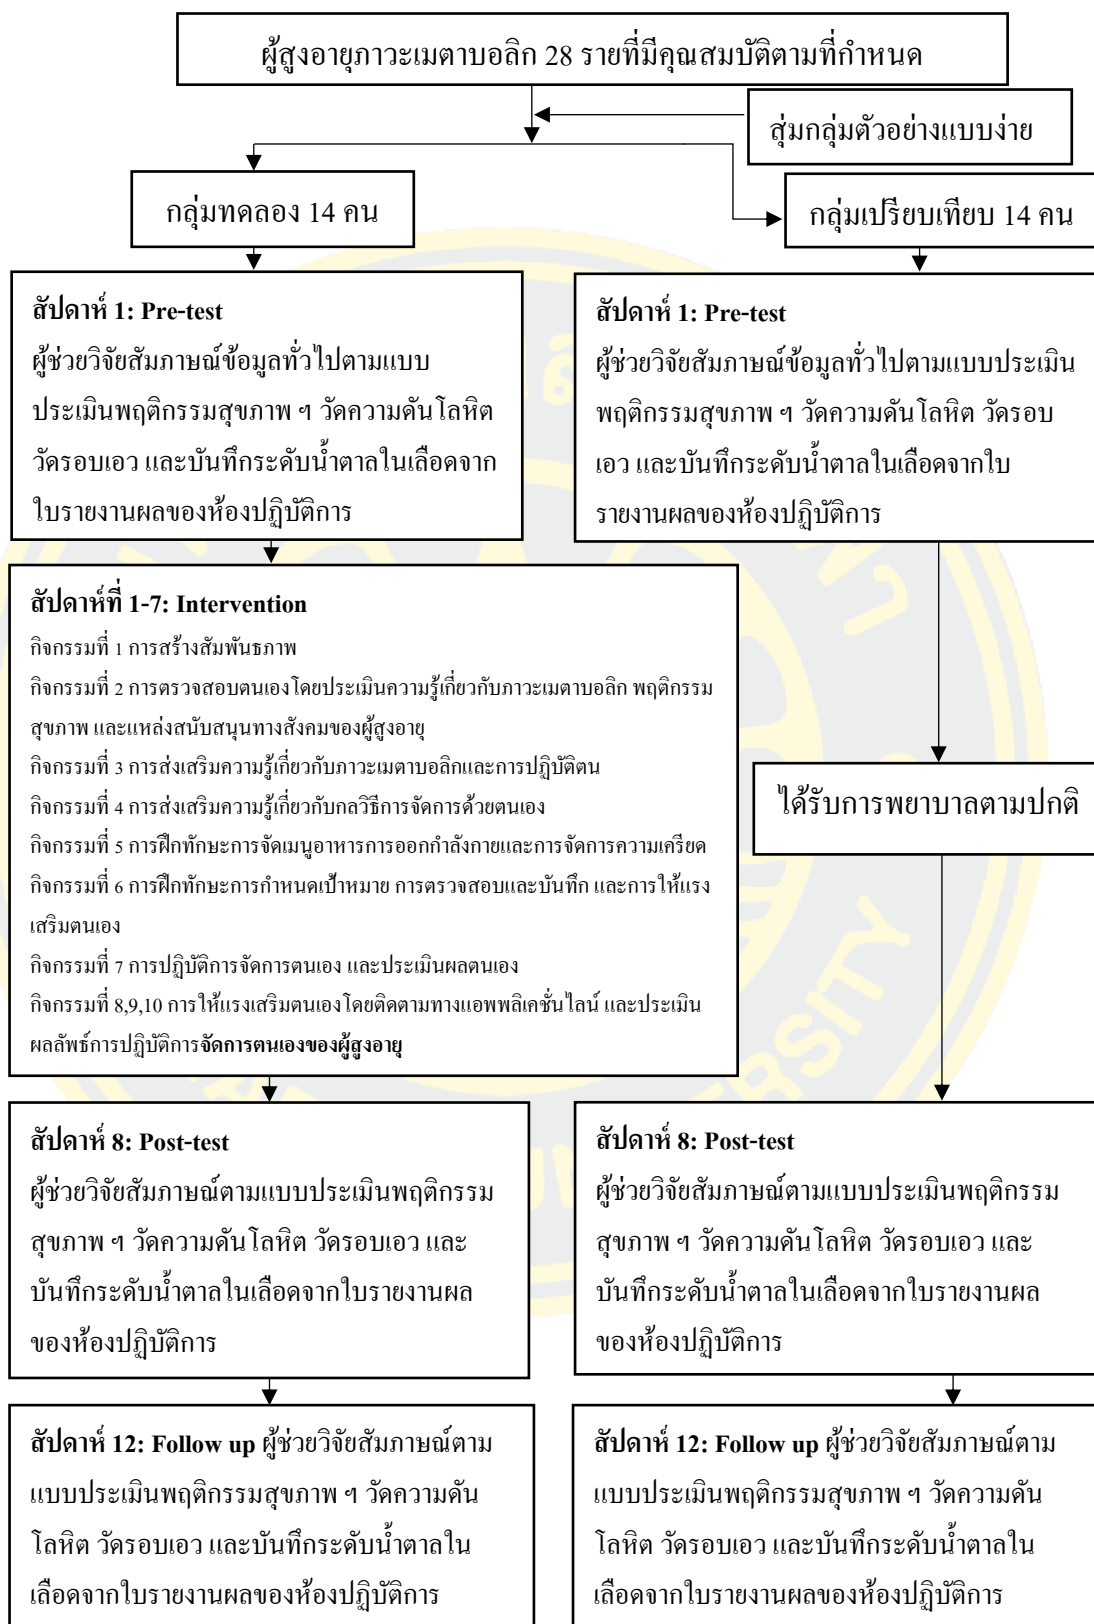 ผู้สูงอายุภาวะเมตาบอลิก 28 รายที่มีคุณสมบัติตามที่กำหนด
สุ่มกลุ่มตัวอย่างแบบง่าย
กลุ่มทดลอง 14 คน
กลุ่มเปรียบเทียบ 14 คน
สัปดาห์ 1: Pre-test
ผู้ช่วยวิจัยสัมภาษณ์ข้อมูลทั่วไปตามแบบ
ประเมินพฤติกรรมสุขภาพ ฯ วัดความดันโลหิต
วัดรอบเอว และบันทึกระดับน้ำตาลในเลือดจาก
ใบรายงานผลของห้องปฏิบัติการ
สัปดาห์ 1: Pre-test
ผู้ช่วยวิจัยสัมภาษณ์ข้อมูลทั่วไปตามแบบประเมิน
พฤติกรรมสุขภาพ ฯ วัดความดันโลหิต วัดรอบ
เอว และบันทึกระดับน้ำตาลในเลือดจากใบ
รายงานผลของห้องปฏิบัติการ
สัปดาห์ที่ 1-7: Intervention
กิจกรรมที่ 1 การสร้างสัมพันธภาพ
กิจกรรมที่ 2 การตรวจสอบตนเองโดยประเมินความรู้เกี่ยวกับภาวะเมตาบอลิก พฤติกรรม
สุขภาพ และแหล่งสนับสนุนทางสังคมของผู้สูงอายุ
กิจกรรมที่ 3 การส่งเสริมความรู้เกี่ยวกับภาวะเมตาบอลิกและการปฏิบัติตน
กิจกรรมที่ 4 การส่งเสริมความรู้เกี่ยวกับกลวิธีการจัดการด้วยตนเอง
กิจกรรมที่ 5 การฝึกทักษะการจัดเมนูอาหารการออกกำลังกายและการจัดการความเครียด
กิจกรรมที่ 6 การฝึกทักษะการกำหนดเป้าหมาย การตรวจสอบและบันทึก และการให้แรง
เสริมตนเอง
กิจกรรมที่ 7 การปฏิบัติการจัดการตนเอง และประเมินผลตนเอง
กิจกรรมที่ 8,9,10 การให้แรงเสริมตนเองโดยติดตามทางแอพพลิเคชั่นไลน์ และประเมิน
ผลลัพธ์การปฏิบัติการจัดการตนเองของผู้สูงอายุ
ได้รับการพยาบาลตามปกติ
สัปดาห์ 8: Post-test
ผู้ช่วยวิจัยสัมภาษณ์ตามแบบประเมินพฤติกรรม
สุขภาพ ฯ วัดความดันโลหิต วัดรอบเอว และ
บันทึกระดับน้ำตาลในเลือดจากใบรายงานผล
ของห้องปฏิบัติการ
สัปดาห์ 8: Post-test
ผู้ช่วยวิจัยสัมภาษณ์ตามแบบประเมินพฤติกรรม
สุขภาพ ฯ วัดความดันโลหิต วัดรอบเอว และ
บันทึกระดับน้ำตาลในเลือดจากใบรายงานผล
ของห้องปฏิบัติการ
สัปดาห์ 12: Follow up ผู้ช่วยวิจัยสัมภาษณ์ตาม
แบบประเมินพฤติกรรมสุขภาพ ฯ วัดความดัน
โลหิต วัดรอบเอว และบันทึกระดับน้ำตาลใน
เลือดจากใบรายงานผลของห้องปฏิบัติการ
สัปดาห์ 12: Follow up ผู้ช่วยวิจัยสัมภาษณ์ตาม
แบบประเมินพฤติกรรมสุขภาพ ฯ วัดความดัน
โลหิต วัดรอบเอว และบันทึกระดับน้ำตาลใน
เลือดจากใบรายงานผลของห้องปฏิบัติการ